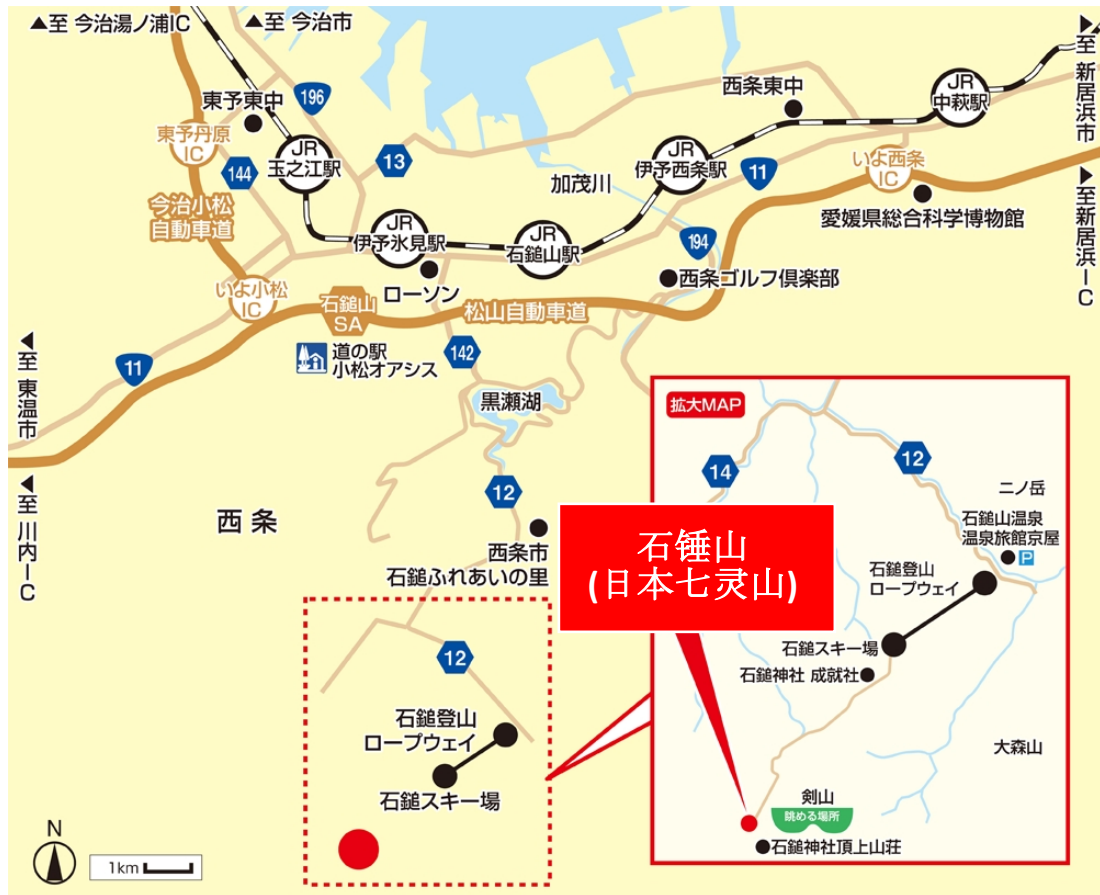 ▲至 今治湯ノ浦IC
▲至 今治市
▶至 新居浜市
196
東予東中
西条東中
JR
中萩駅
東予丹原
IC
JR
玉之江駅
13
JR
伊予西条駅
144
加茂川
11
いよ西条
IC
今治小松
自動車道
愛媛県総合科学博物館
▶至新居浜IC
JR
伊予氷見駅
JR
石鎚山駅
194
ローソン
西条ゴルフ倶楽部
いよ小松
IC
石鎚山
SA
松山自動車道
◀至 東温市
11
道の駅
小松オアシス
142
黒瀬湖
◀至 川内IC
12
西条
西条市
石鎚ふれあいの里
12
石鎚登山
ロープウェイ
石鎚スキー場
N
1km
拡大MAP
14
12
二ノ岳
石鎚山温泉
温泉旅館京屋
P
石锤山
(日本七灵山)
石鎚登山
ロープウェイ
石鎚スキー場
石鎚神社 成就社
大森山
剣山
眺める場所
石鎚神社頂上山荘